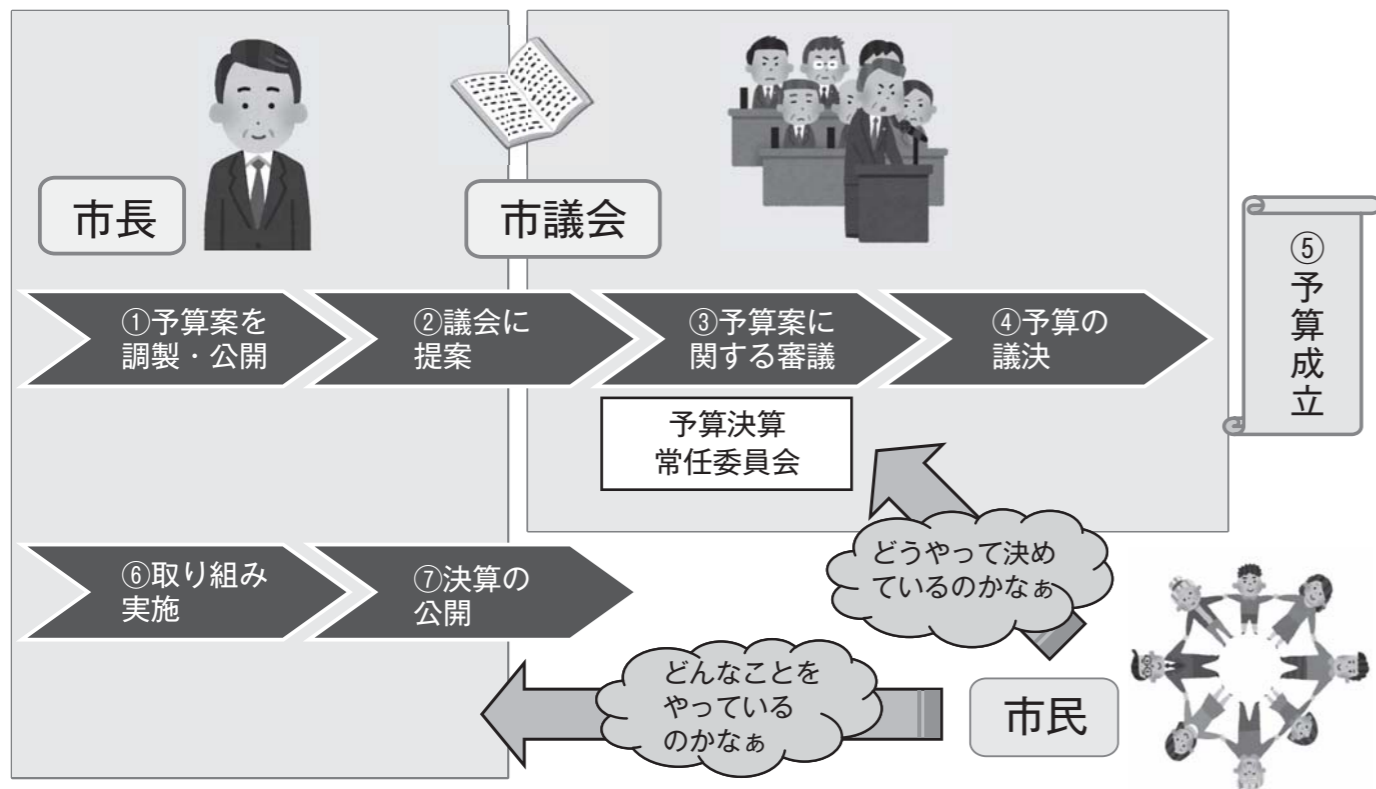 市長
市議会
①予算案を
調製・公開
②議会に
提案
③予算案に
関する審議
④予算の
議決
⑤予算成立
予算決算
常任委員会
どうやって決め
ているのかなぁ
⑥取り組み
実施
⑦決算の
公開
どんなことを
やっている
のかなぁ
市民